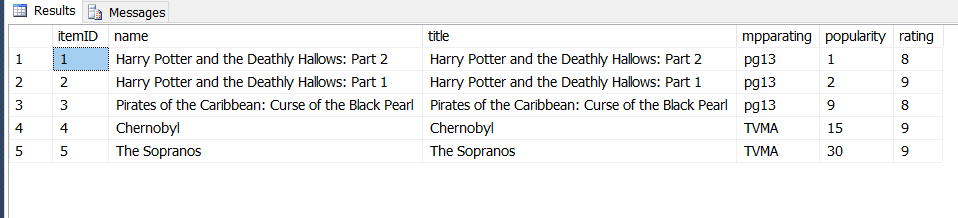 Results Messages
itemID name title mpparating popularity rating
1 1 Harry Potter and the Deathly Hallows: Part 2 Harry Potter and the Deathly Hallows: Part 2 pg13 1 8
2 2 Harry Potter and the Deathly Hallows: Part 1 Harry Potter and the Deathly Hallows: Part 1 pg13 2 9
3 3 Pirates of the Caribbean: Curse of the Black Pearl Pirates of the Caribbean: Curse of the Black Pearl pg13 9 8
4 4 Chernobyl Chernobyl TVMA 15 9
5 5 The Sopranos The Sopranos TVMA 30 9